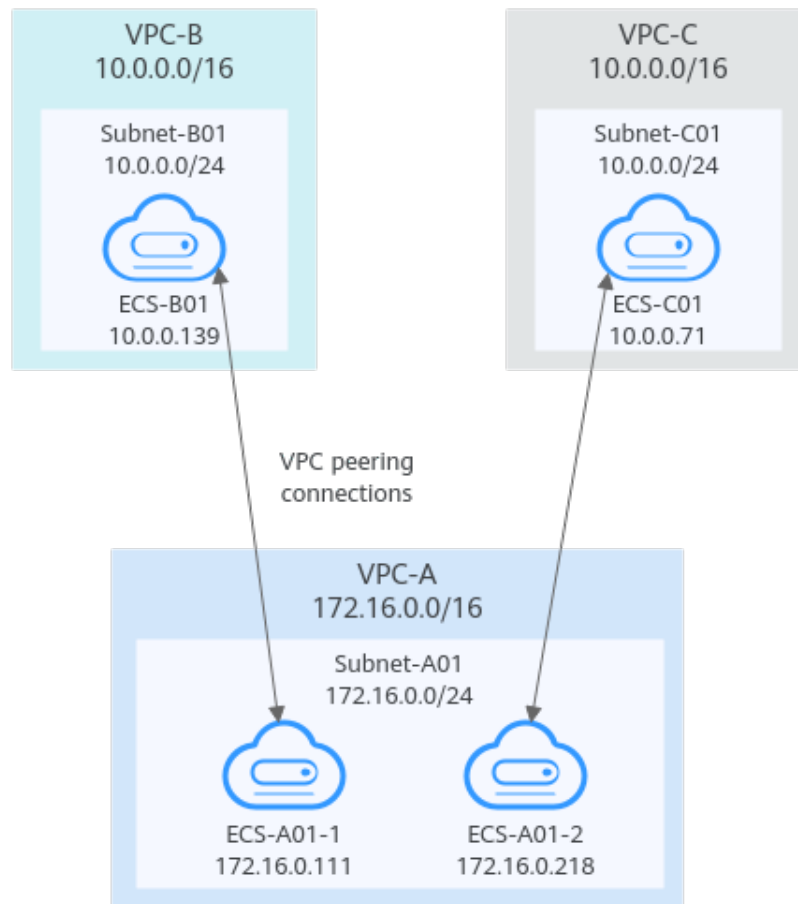 VPC-B
10.0.0.0/16
Subnet-B01
10.0.0.0/24
ECS-B01
10.0.0.139
VPC-C
10.0.0.0/16
Subnet-C01
10.0.0.0/24
ECS-C01
10.0.0.71
VPC peering
connections
VPC-A
172.16.0.0/16
Subnet-A01
172.16.0.0/24
ECS-A01-1
172.16.0.111
ECS-A01-2
172.16.0.218